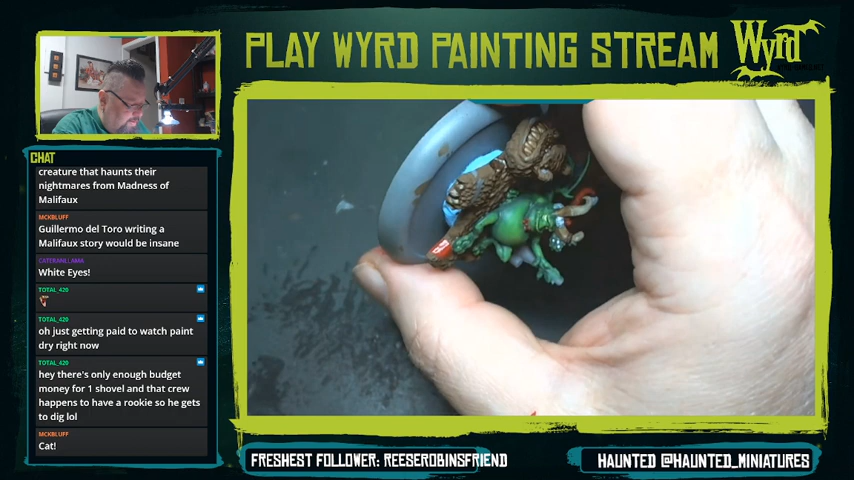 PLAY WYRD PAINTING STREAM
Wyrd
CHAT
creature that haunts their
nightmares from Madness of
Malifaux
MCKBLUFF
Guillermo del Toro writing a
Malifaux story would be insane
CATERANLLAMA
White Eyes!
TOTAL_420
TOTAL_420
oh just getting paid to watch paint
dry right now
TOTAL_420
hey there's only enough budget
money for 1 shovel and that crew
happens to have a rookie so he gets
to dig lol
MCKBLUFF
Cat!
FRESHEST FOLLOWER: REESEROBINSFRIEND
HAUNTED @HAUNTED_MINIATURES